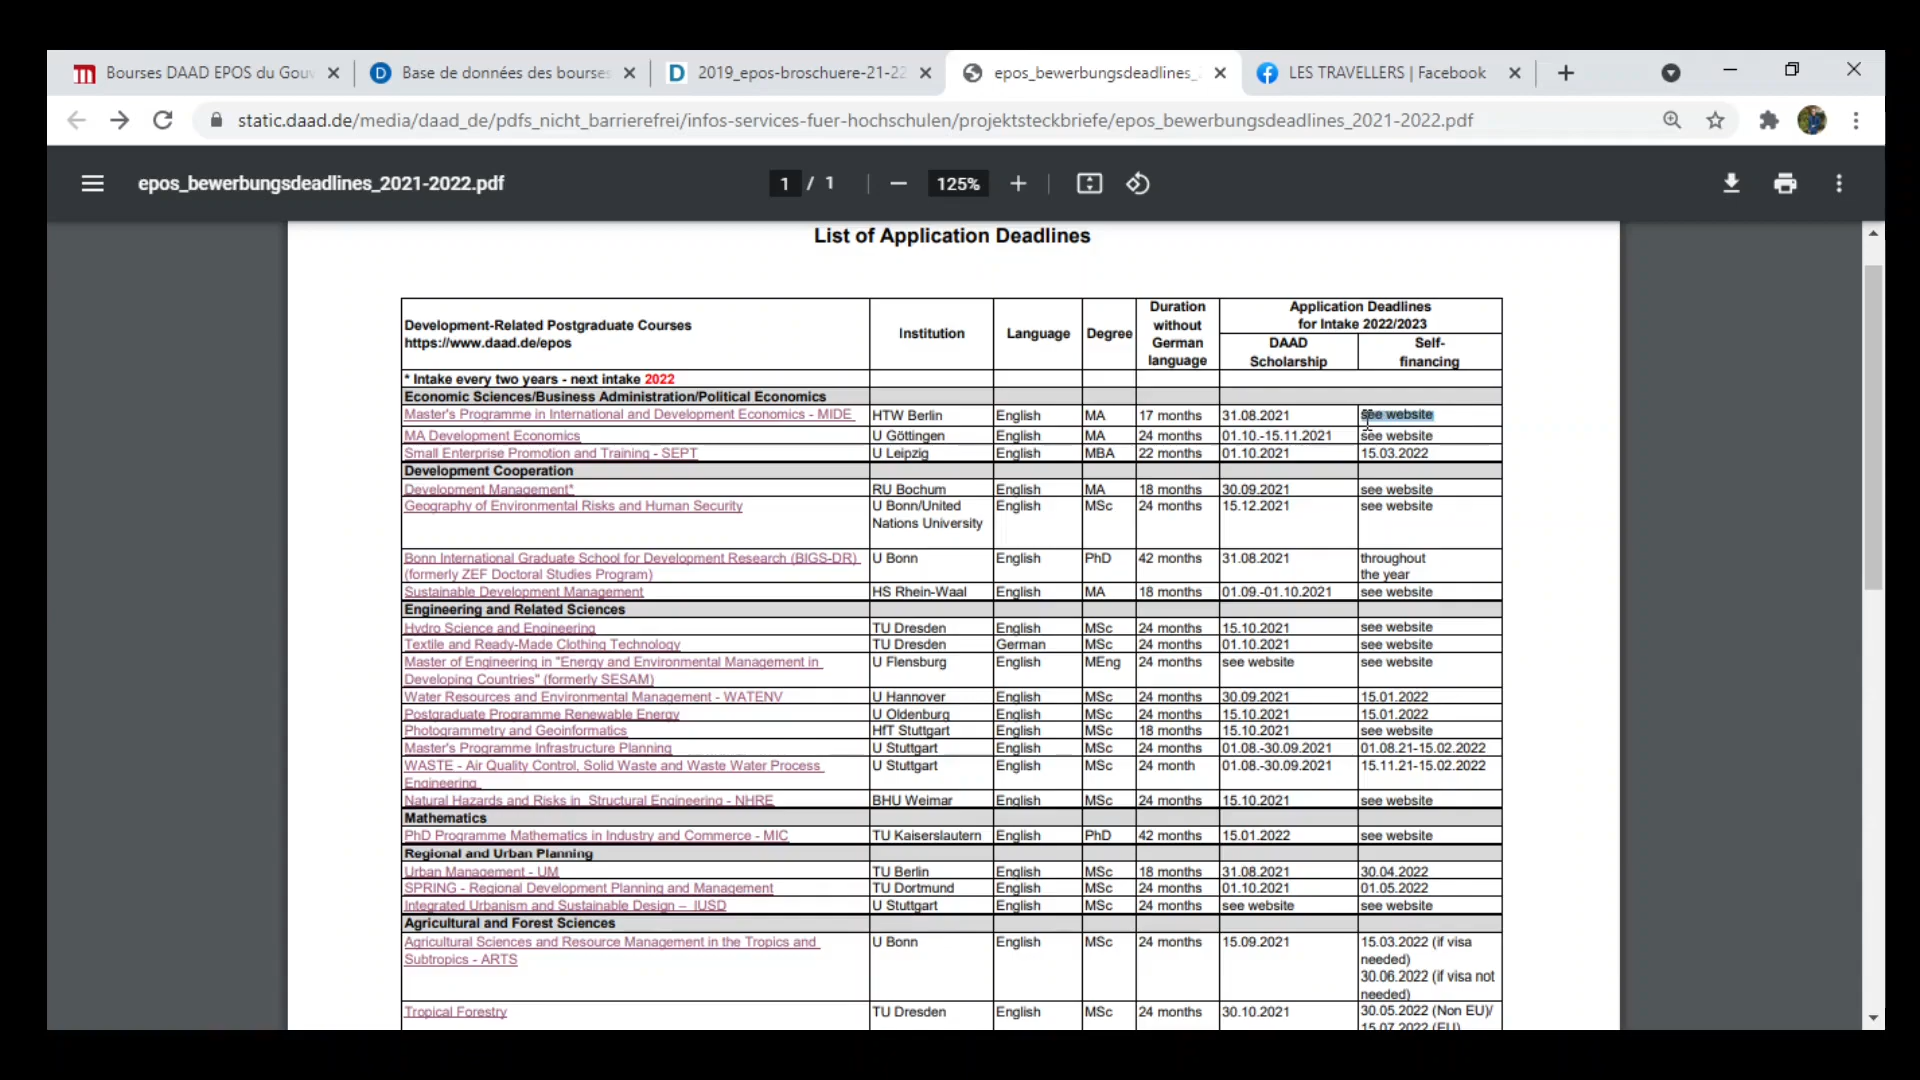 Bourses DAAD EPOS du Gouv
Base de données des bourses
2019_epos-broschuere-21-22
epos_bewerbungsdeadlines_
LES TRAVELLERS | Facebook
static.daad.de/media/daad_de/pdfs_nicht_barrierefrei/infos-services-fuer-hochschulen/projektsteckbriefe/epos_bewerbungsdeadlines_2021-2022.pdf
epos_bewerbungsdeadlines_2021-2022.pdf
1 / 1
125%
List of Application Deadlines
Development-Related Postgraduate Courses
https://www.daad.de/epos
Institution
Language
Degree
Duration
without
German
language
Application Deadlines
for Intake 2022/2023
DAAD
Scholarship
Self-
financing
* Intake every two years - next intake 2022
Economic Sciences/Business Administration/Political Economics
Master's Programme in International and Development Economics - MIDE HTW Berlin English MA 17 months 31.08.2021 see website
MA Development Economics U Göttingen English MA 24 months 01.10.-15.11.2021 see website
Small Enterprise Promotion and Training - SEPT U Leipzig English MBA 22 months 01.10.2021 15.03.2022
Development Cooperation
Development Management* RU Bochum English MA 18 months 30.09.2021 see website
Geography of Environmental Risks and Human Security U Bonn/United English MSc 24 months 15.12.2021 see website
Nations University
Bonn International Graduate School for Development Research (BIGS-DR) U Bonn English PhD 42 months 31.08.2021 throughout
(formerly ZEF Doctoral Studies Program) the year
Sustainable Development Management HS Rhein-Waal English MA 18 months 01.09.-01.10.2021 see website
Engineering and Related Sciences
Hydro Science and Engineering TU Dresden English MSc 24 months 15.10.2021 see website
Textile and Ready-Made Clothing Technology TU Dresden German MSc 24 months 01.10.2021 see website
Master of Engineering in "Energy and Environmental Management in U Flensburg English MEng 24 months see website see website
Developing Countries" (formerly SESAM)
Water Resources and Environmental Management - WATENV U Hannover English MSc 24 months 30.09.2021 15.01.2022
Postgraduate Programme Renewable Energy U Oldenburg English MSc 24 months 15.10.2021 15.01.2022
Photogrammetry and Geoinformatics HfT Stuttgart English MSc 18 months 15.10.2021 see website
Master's Programme Infrastructure Planning U Stuttgart English MSc 24 months 01.08.-30.09.2021 01.08.21-15.02.2022
WASTE - Air Quality Control, Solid Waste and Waste Water Process U Stuttgart English MSc 24 month 01.08.-30.09.2021 15.11.21-15.02.2022
Engineering
Natural Hazards and Risks in Structural Engineering - NHRE BHU Weimar English MSc 24 months 15.10.2021 see website
Mathematics
PhD Programme Mathematics in Industry and Commerce - MIC TU Kaiserslautern English PhD 42 months 15.01.2022 see website
Regional and Urban Planning
Urban Management - UM TU Berlin English MSc 18 months 31.08.2021 30.04.2022
SPRING - Regional Development Planning and Management TU Dortmund English MSc 24 months 01.10.2021 01.05.2022
Integrated Urbanism and Sustainable Design – IUSD U Stuttgart English MSc 24 months see website see website
Agricultural and Forest Sciences
Agricultural Sciences and Resource Management in the Tropics and U Bonn English MSc 24 months 15.09.2021 15.03.2022 (if visa
Subtropics - ARTS needed)
30.06.2022 (if visa not
needed)
Tropical Forestry TU Dresden English MSc 24 months 30.10.2021 30.05.2022 (Non EU)/
15.07.2022 (EU)